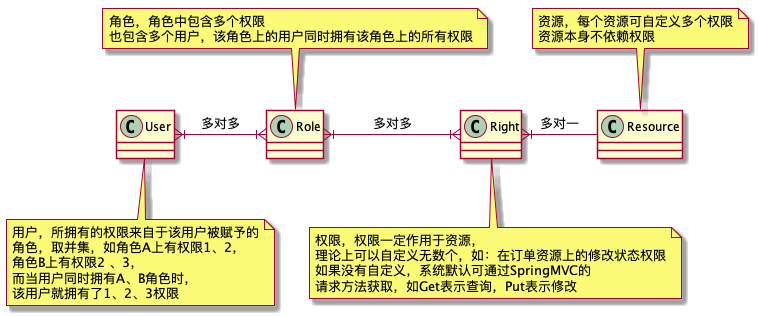 角色，角色中包含多个权限
也包含多个用户，该角色上的用户同时拥有该角色上的所有权限
资源，每个资源可自定义多个权限
资源本身不依赖权限
C User
多对多
C Role
多对多
C Right
多对一
C Resource
用户，所拥有的权限来自于该用户被赋予的
角色，取并集，如角色A上有权限1、2，
角色B上有权限2 、3，
而当用户同时拥有A、B角色时，
该用户就拥有了1、2、3权限
权限，权限一定作用于资源，
理论上可以自定义无数个，如：在订单资源上的修改状态权限
如果没有自定义，系统默认可通过SpringMVC的
请求方法获取，如Get表示查询，Put表示修改